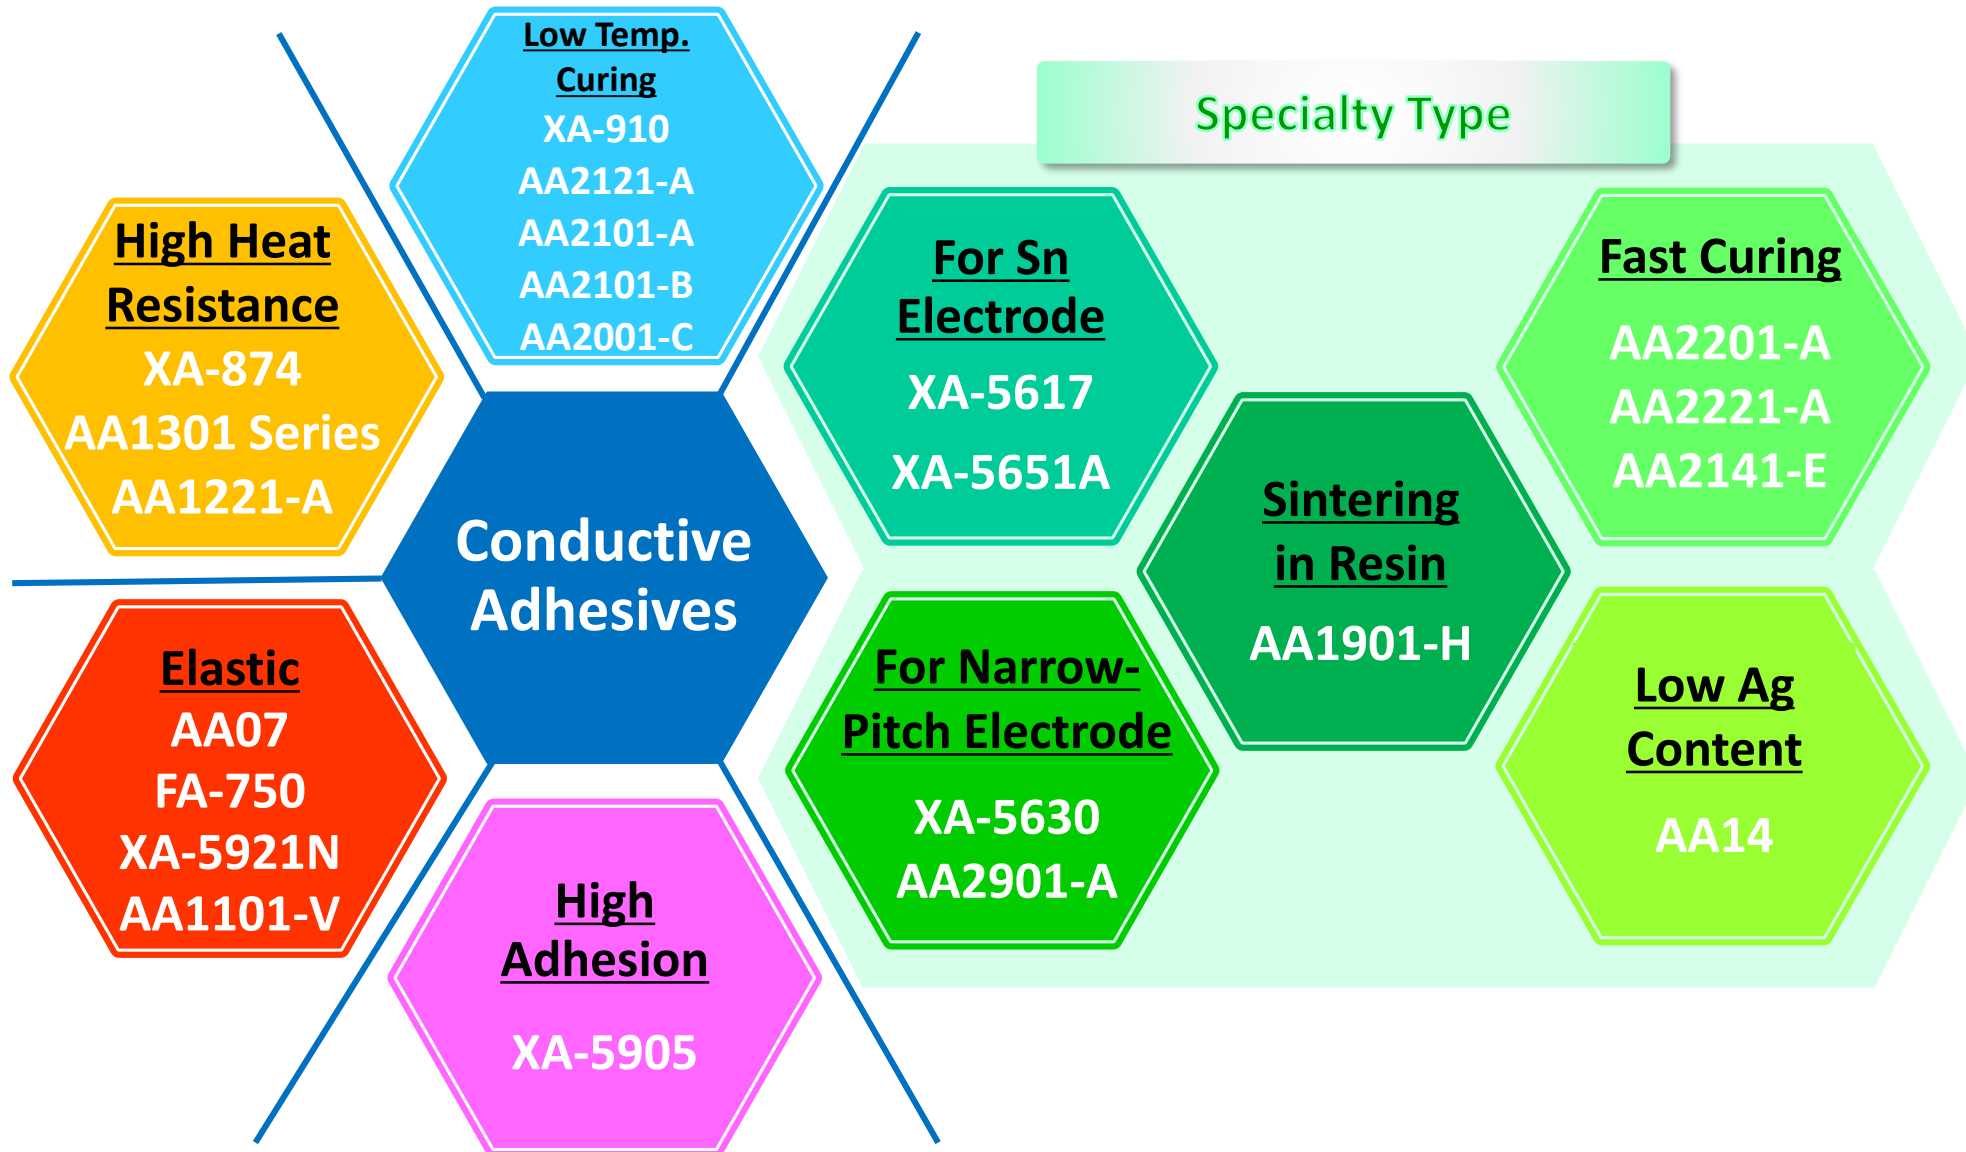 Low Temp.
Curing
XA-910
AA2121-A
AA2101-A
AA2101-B
AA2001-C
Specialty Type
High Heat
Resistance
XA-874
AA1301 Series
AA1221-A
For Sn
Electrode
XA-5617
XA-5651A
Fast Curing
AA2201-A
AA2221-A
AA2141-E
Conductive
Adhesives
Sintering
in Resin
AA1901-H
Elastic
AA07
FA-750
XA-5921N
AA1101-V
For Narrow-
Pitch Electrode
XA-5630
AA2901-A
Low Ag
Content
AA14
High
Adhesion
XA-5905